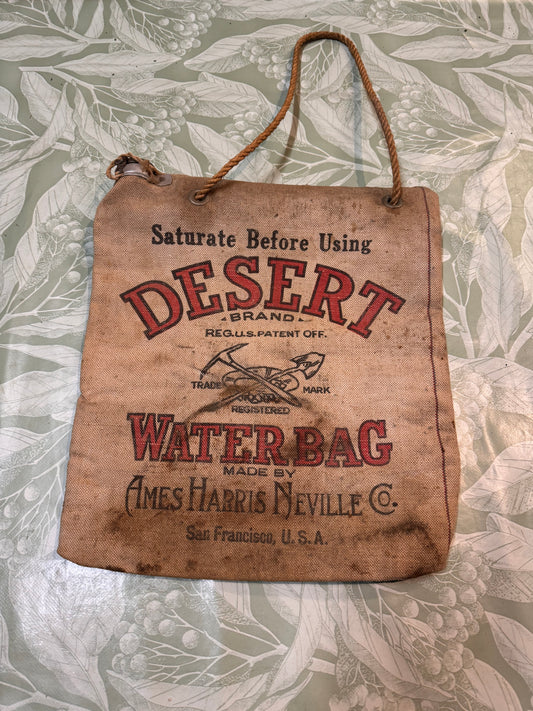 Saturate Before Using
DESERT
BRAND
REG.U.S.PATENT OFF.
TRADE MARK
REGISTERED
WATER BAG
MADE BY
AMES HARRIS NEVILLE CO.
San Francisco, U.S.A.